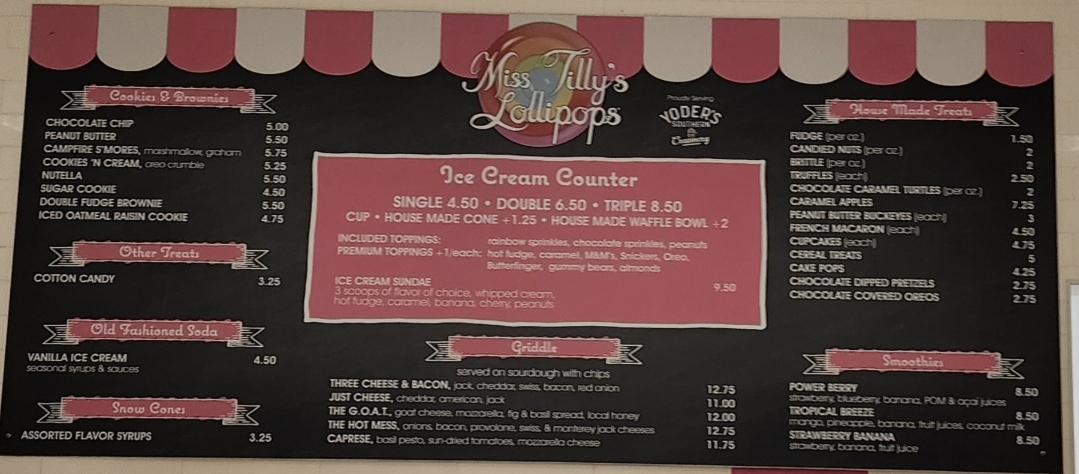 Miss Tilly's
Lollipops
Proudly Serving
YODER'S
SOUTHERN
Creamery
Cookies & Brownies
CHOCOLATE CHIP 5.00
PEANUT BUTTER 5.50
CAMPFIRE S'MORES, marshmallow, graham 5.75
COOKIES 'N CREAM, oreo crumble 5.25
NUTELLA 5.50
SUGAR COOKIE 4.50
DOUBLE FUDGE BROWNIE 5.50
ICED OATMEAL RAISIN COOKIE 4.75
Other Treats
COTTON CANDY 3.25
Old Fashioned Soda
VANILLA ICE CREAM 4.50
seasonal syrups & sauces
Snow Cones
ASSORTED FLAVOR SYRUPS 3.25
Ice Cream Counter
SINGLE 4.50 • DOUBLE 6.50 • TRIPLE 8.50
CUP • HOUSE MADE CONE +1.25 • HOUSE MADE WAFFLE BOWL +2
INCLUDED TOPPINGS: rainbow sprinkles, chocolate sprinkles, peanuts
PREMIUM TOPPINGS +1/each: hot fudge, caramel, M&M's, Snickers, Oreo,
Butterfinger, gummy bears, almonds
ICE CREAM SUNDAE 9.50
3 scoops of flavor of choice, whipped cream,
hot fudge, caramel, banana, cherry, peanuts
Griddle
served on sourdough with chips
THREE CHEESE & BACON, jack, cheddar, swiss, bacon, red onion 12.75
JUST CHEESE, cheddar, american, jack 11.00
THE G.O.A.T., goat cheese, mozzarella, fig & basil spread, local honey 12.00
THE HOT MESS, onions, bacon, provolone, swiss, & monterey jack cheeses 12.75
CAPRESE, basil pesto, sun-dried tomatoes, mozzarella cheese 11.75
House Made Treats
FUDGE (per oz.) 1.50
CANDIED NUTS (per oz.) 2
BRITTLE (per oz.) 2
TRUFFLES (each) 2.50
CHOCOLATE CARAMEL TURTLES (per oz.) 2
CARAMEL APPLES 7.25
PEANUT BUTTER BUCKEYES (each) 3
FRENCH MACARON (each) 4.50
CUPCAKES (each) 4.75
CEREAL TREATS 5
CAKE POPS 4.25
CHOCOLATE DIPPED PRETZELS 2.75
CHOCOLATE COVERED OREOS 2.75
Smoothies
POWER BERRY 8.50
strawberry, blueberry, banana, POM & açaí juices
TROPICAL BREEZE 8.50
mango, pineapple, banana, fruit juices, coconut milk
STRAWBERRY BANANA 8.50
strawberry, banana, fruit juice